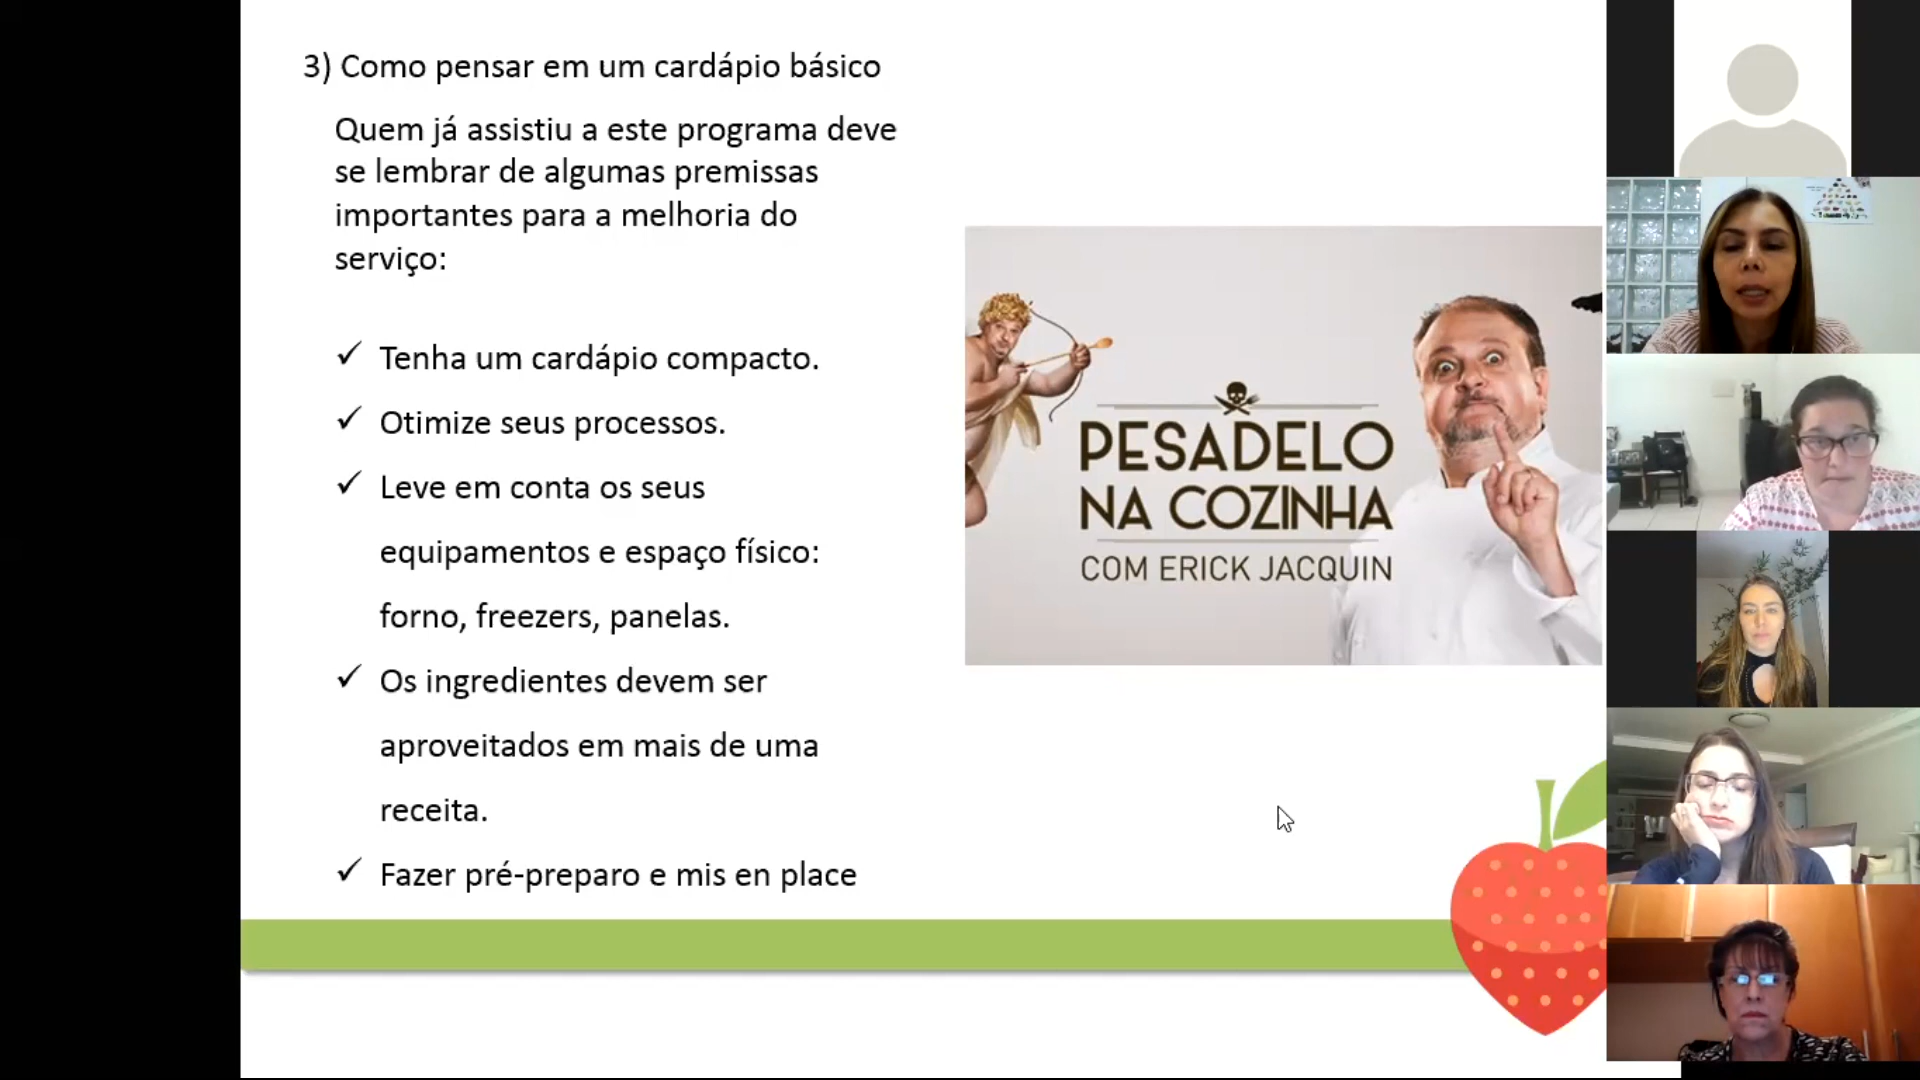 3) Como pensar em um cardápio básico
Quem já assistiu a este programa deve
se lembrar de algumas premissas
importantes para a melhoria do
serviço:
✓ Tenha um cardápio compacto.
✓ Otimize seus processos.
✓ Leve em conta os seus
equipamentos e espaço físico:
forno, freezers, panelas.
✓ Os ingredientes devem ser
aproveitados em mais de uma
receita.
✓ Fazer pré-preparo e mis en place
PESADELO
NA COZINHA
COM ERICK JACQUIN